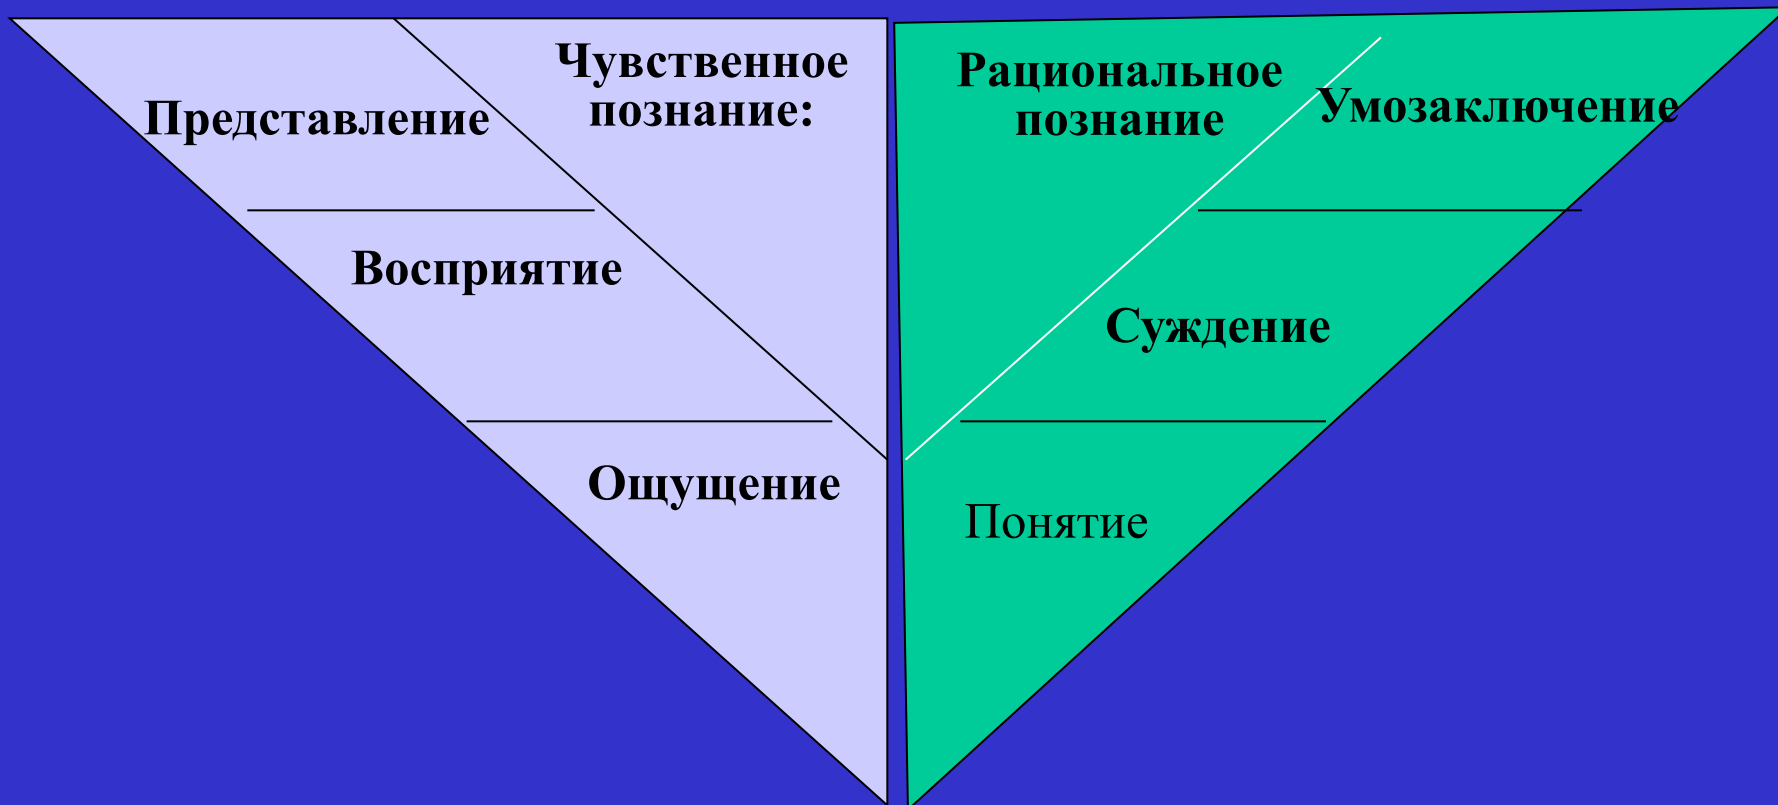 Чувственное
познание:
Представление
Восприятие
Ощущение
Рациональное
познание
Умозаключение
Суждение
Понятие